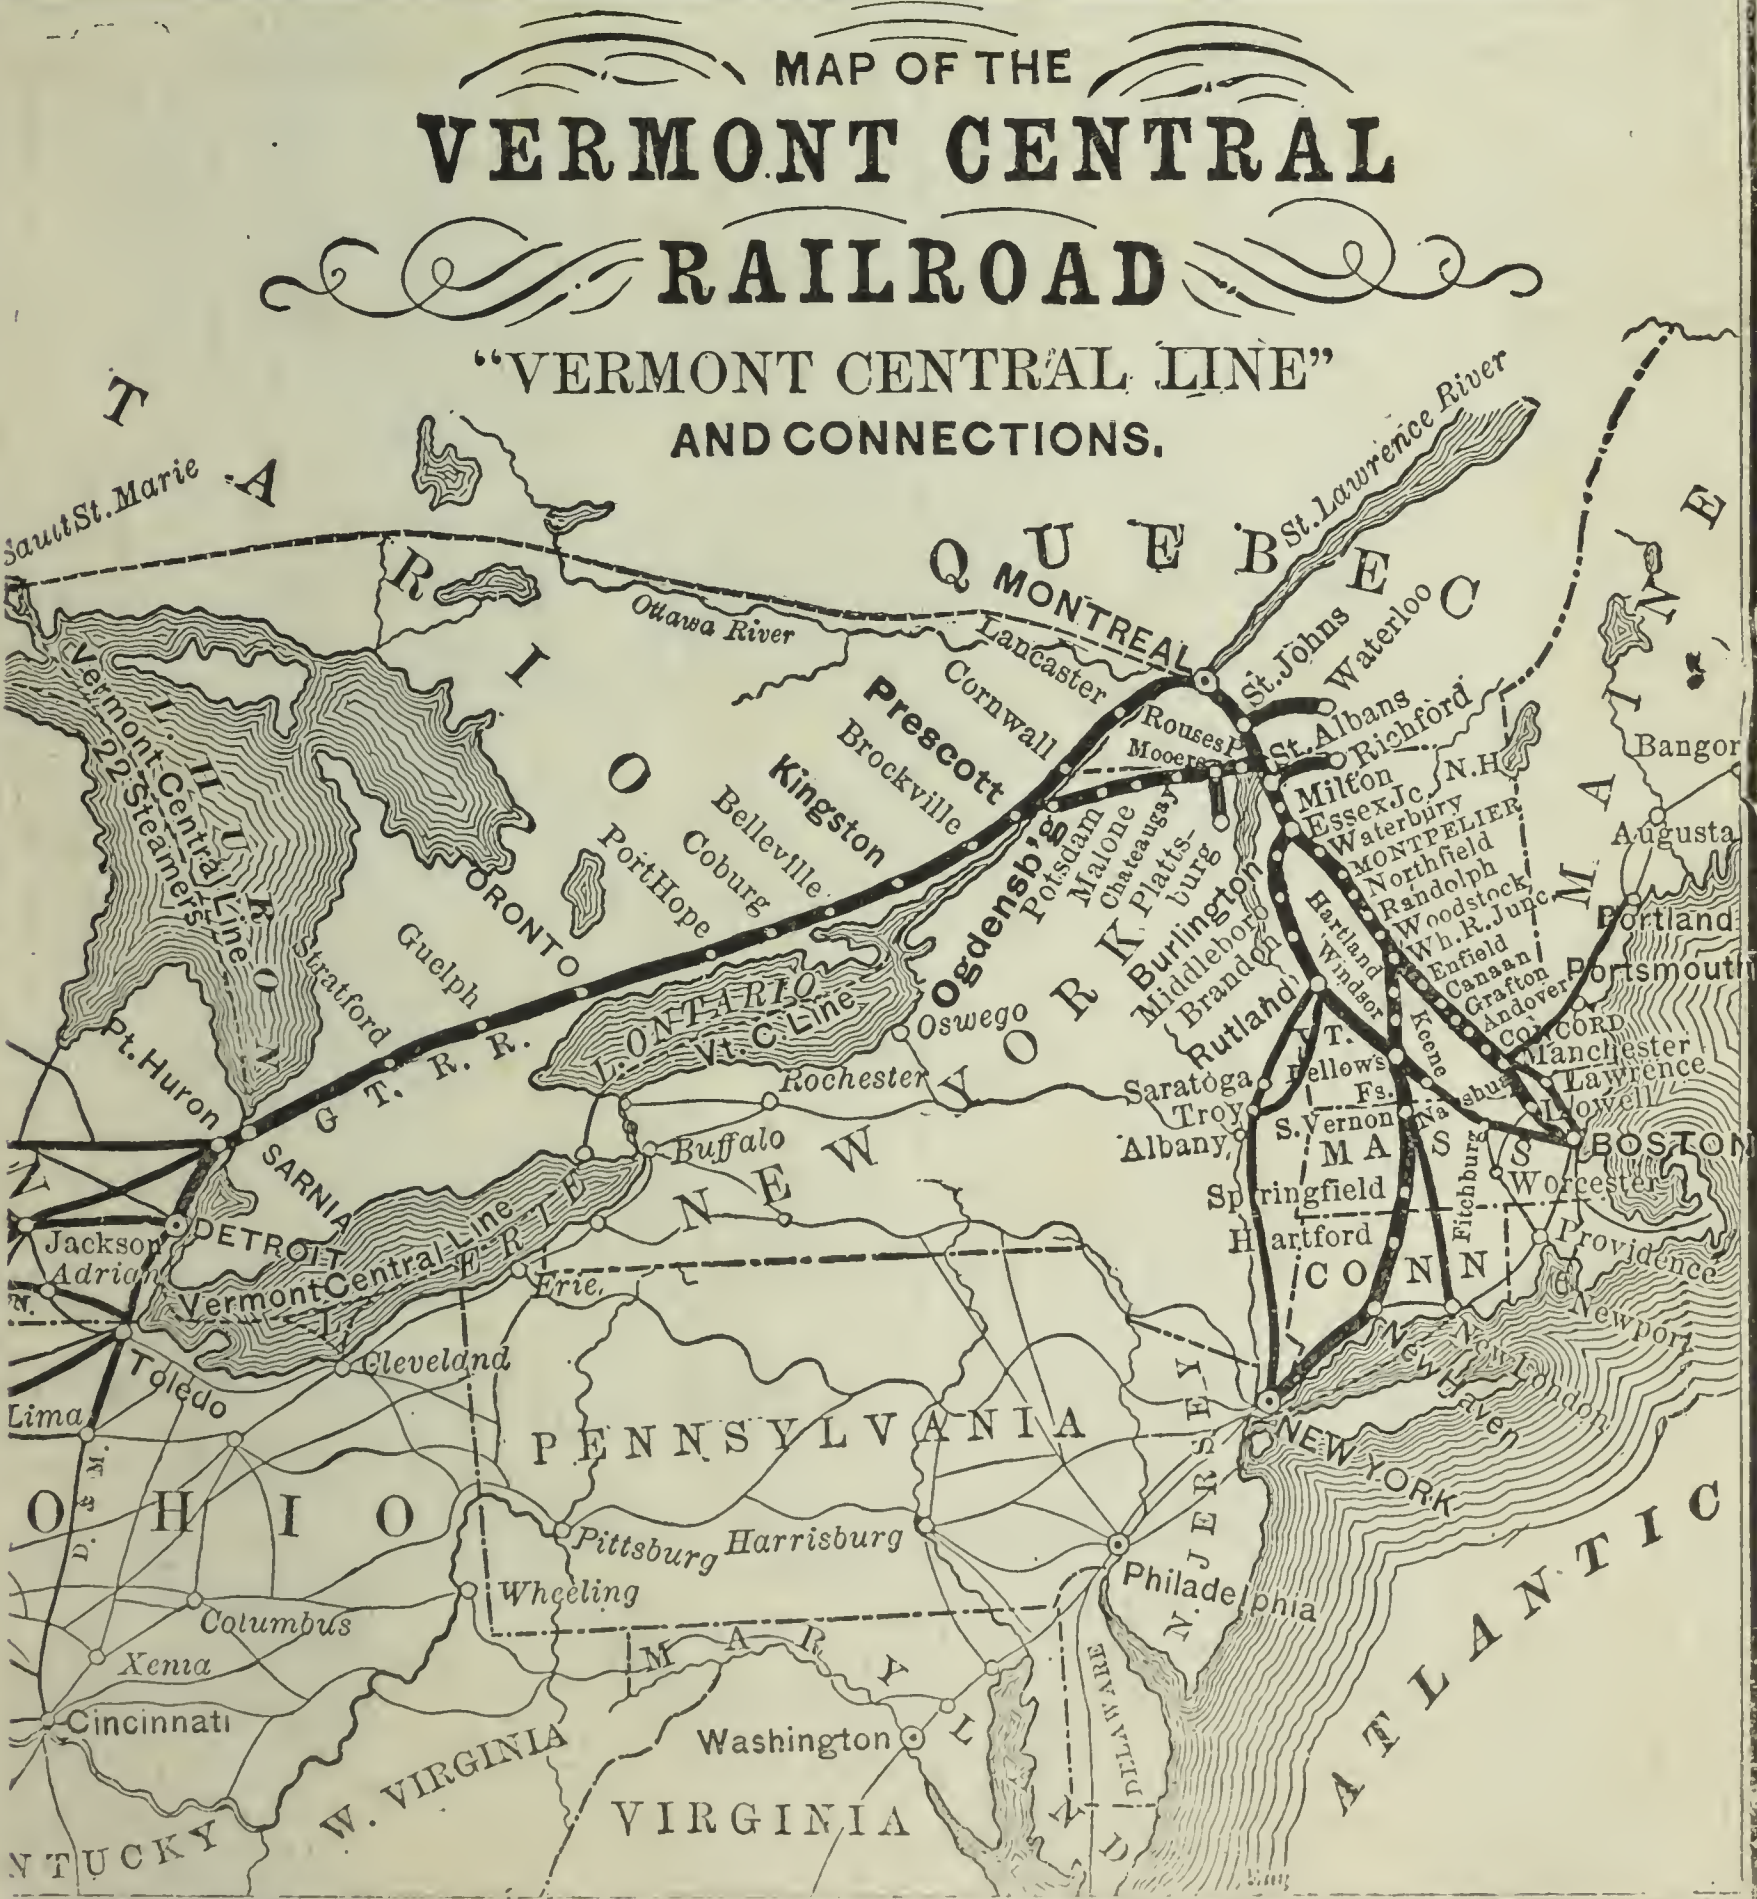 MAP OF THE
VERMONT CENTRAL
RAILROAD
"VERMONT CENTRAL LINE"
AND CONNECTIONS.
TARIO
Sault St. Marie
QUEBEC
St. Lawrence River
MAINE
Ottawa River
MONTREAL
Lancaster
Cornwall
Prescott
Brockville
Kingston
Belleville
Coburg
Port Hope
TORONTO
Guelph
Stratford
St. Johns
Waterloo
Rouses P.
Mooers
St. Albans
Richford
Milton
Essex Jc.
N.H.
Waterbury
MONTPELIER
Northfield
Randolph
Woodstock
Wh. R. Junc.
Enfield
Canaan
Grafton
Andover
CONCORD
Manchester
Lawrence
Lowell
BOSTON
Bangor
Augusta
Portland
Portsmouth
L. HURON
Vermont Central Line
22 Steamers
Ogdensb'g
Potsdam
Malone
Chateaugay
Platts-
burg
Burlington
Middlebor
Brandon
Rutland
Hartland
Windsor
Keene
VT.
Bellows
Fs.
S. Vernon
MASS
Fitchburg
Worcester
Springfield
Hartford
CONN
Providence
Newport
New London
New Haven
NEW YORK
Saratoga
Troy
Albany
NEW YORK
L. ONTARIO
Vt. C. Line
Oswego
Rochester
Buffalo
G. T. R. R.
Pt. Huron
SARNIA
DETROIT
Jackson
Adrian
N.
Vermont Central Line
L. ERIE
Erie.
Cleveland
Toledo
Lima
D. & M.
OHIO
PENNSYLVANIA
Pittsburg
Harrisburg
Wheeling
Columbus
Xenia
Cincinnati
Philadelphia
N. JERSEY
MARYLAND
DELAWARE
Washington
W. VIRGINIA
VIRGINIA
NTUCKY
ATLANTIC